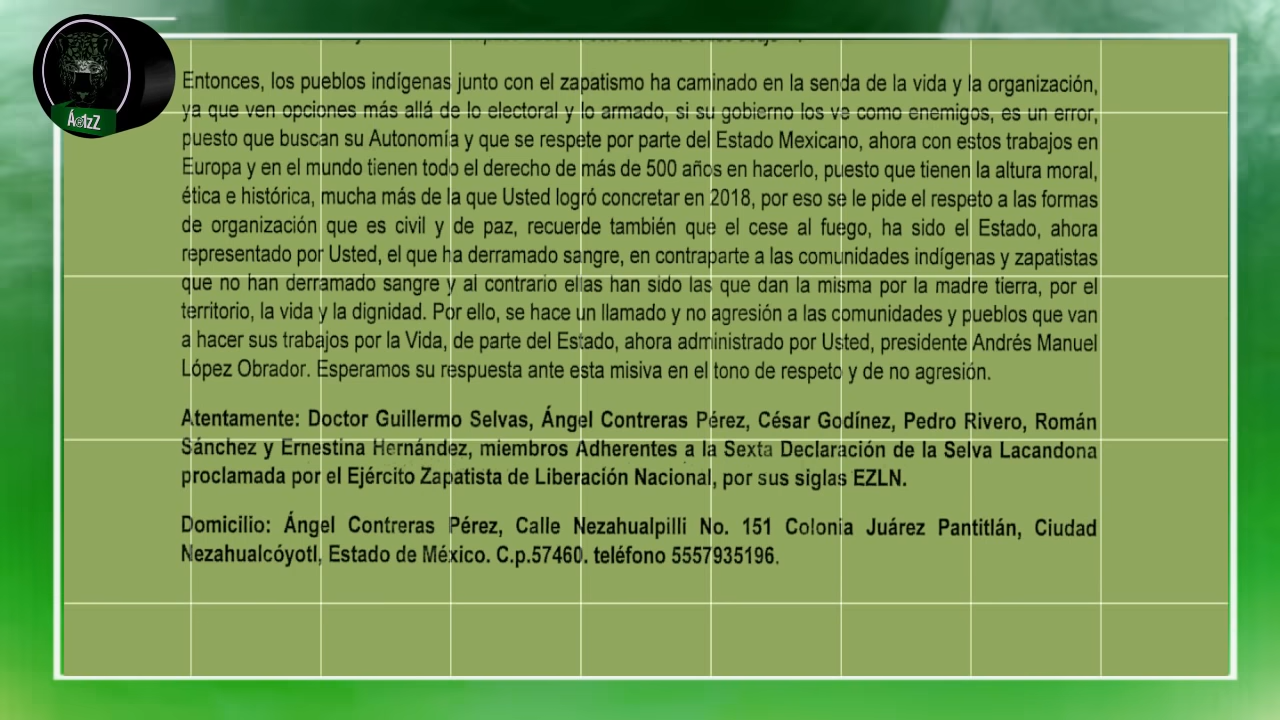 Entonces, los pueblos indígenas junto con el zapatismo ha caminado en la senda de la vida y la organización,
ya que ven opciones más allá de lo electoral y lo armado, si su gobierno los ve como enemigos, es un error,
puesto que buscan su Autonomía y que se respete por parte del Estado Mexicano, ahora con estos trabajos en
Europa y en el mundo tienen todo el derecho de más de 500 años en hacerlo, puesto que tienen la altura moral,
ética e histórica, mucha más de la que Usted logró concretar en 2018, por eso se le pide el respeto a las formas
de organización que es civil y de paz, recuerde también que el cese al fuego, ha sido el Estado, ahora
representado por Usted, el que ha derramado sangre, en contraparte a las comunidades indígenas y zapatistas
que no han derramado sangre y al contrario ellas han sido las que dan la misma por la madre tierra, por el
territorio, la vida y la dignidad. Por ello, se hace un llamado y no agresión a las comunidades y pueblos que van
a hacer sus trabajos por la Vida, de parte del Estado, ahora administrado por Usted, presidente Andrés Manuel
López Obrador. Esperamos su respuesta ante esta misiva en el tono de respeto y de no agresión.
Atentamente: Doctor Guillermo Selvas, Ángel Contreras Pérez, César Godínez, Pedro Rivero, Román
Sánchez y Ernestina Hernández, miembros Adherentes a la Sexta Declaración de la Selva Lacandona
proclamada por el Ejército Zapatista de Liberación Nacional, por sus siglas EZLN.
Domicilio: Ángel Contreras Pérez, Calle Nezahualpilli No. 151 Colonia Juárez Pantitlán, Ciudad
Nezahualcóyotl, Estado de México. C.p.57460. teléfono 5557935196.